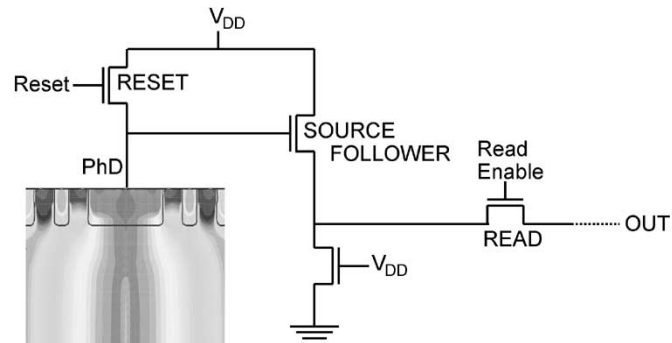 VDD
Reset
RESET
SOURCE
FOLLOWER
PhD
Read
Enable
READ
OUT
VDD